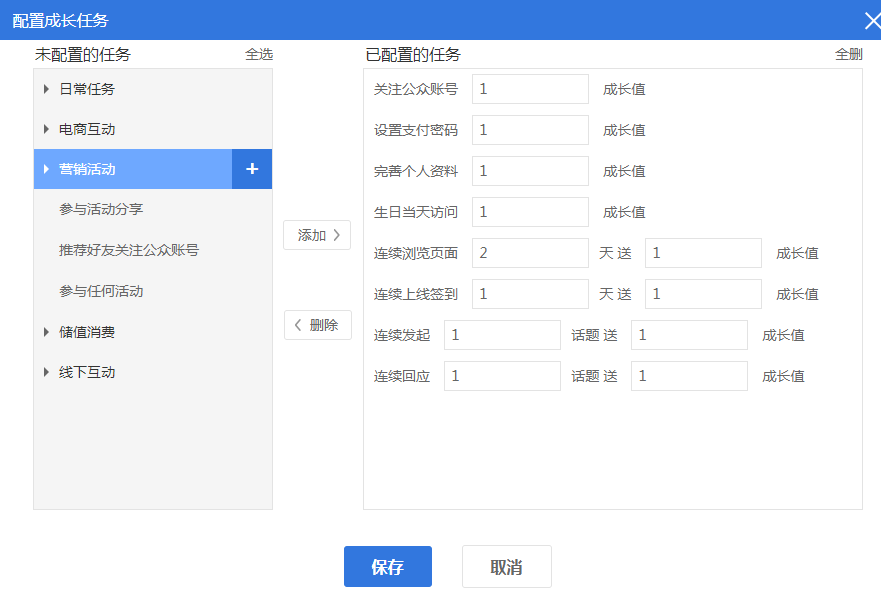 配置成长任务
未配置的任务 全选
日常任务
电商互动
营销活动 +
参与活动分享
推荐好友关注公众账号
参与任何活动
储值消费
线下互动
添加
删除
已配置的任务 全删
关注公众账号 1 成长值
设置支付密码 1 成长值
完善个人资料 1 成长值
生日当天访问 1 成长值
连续浏览页面 2 天 送 1 成长值
连续上线签到 1 天 送 1 成长值
连续发起 1 话题 送 1 成长值
连续回应 1 话题 送 1 成长值
保存 取消